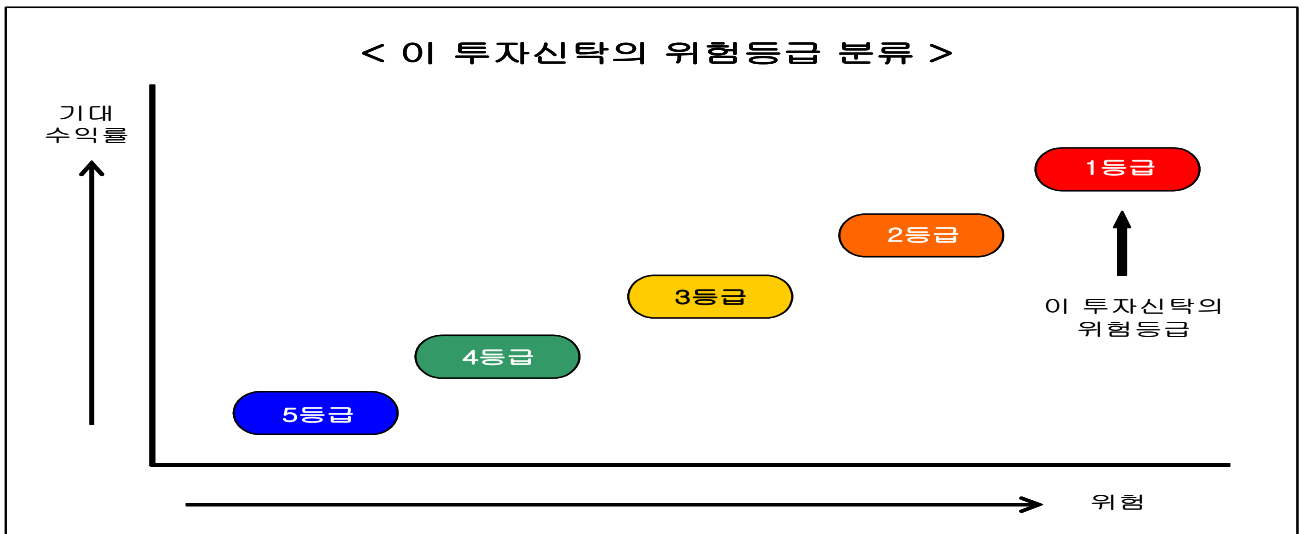 < 이 투자신탁의 위험등급 분류 >
기대
수익률
1등급
2등급
3등급
이 투자신탁의
위험등급
4등급
5등급
위험